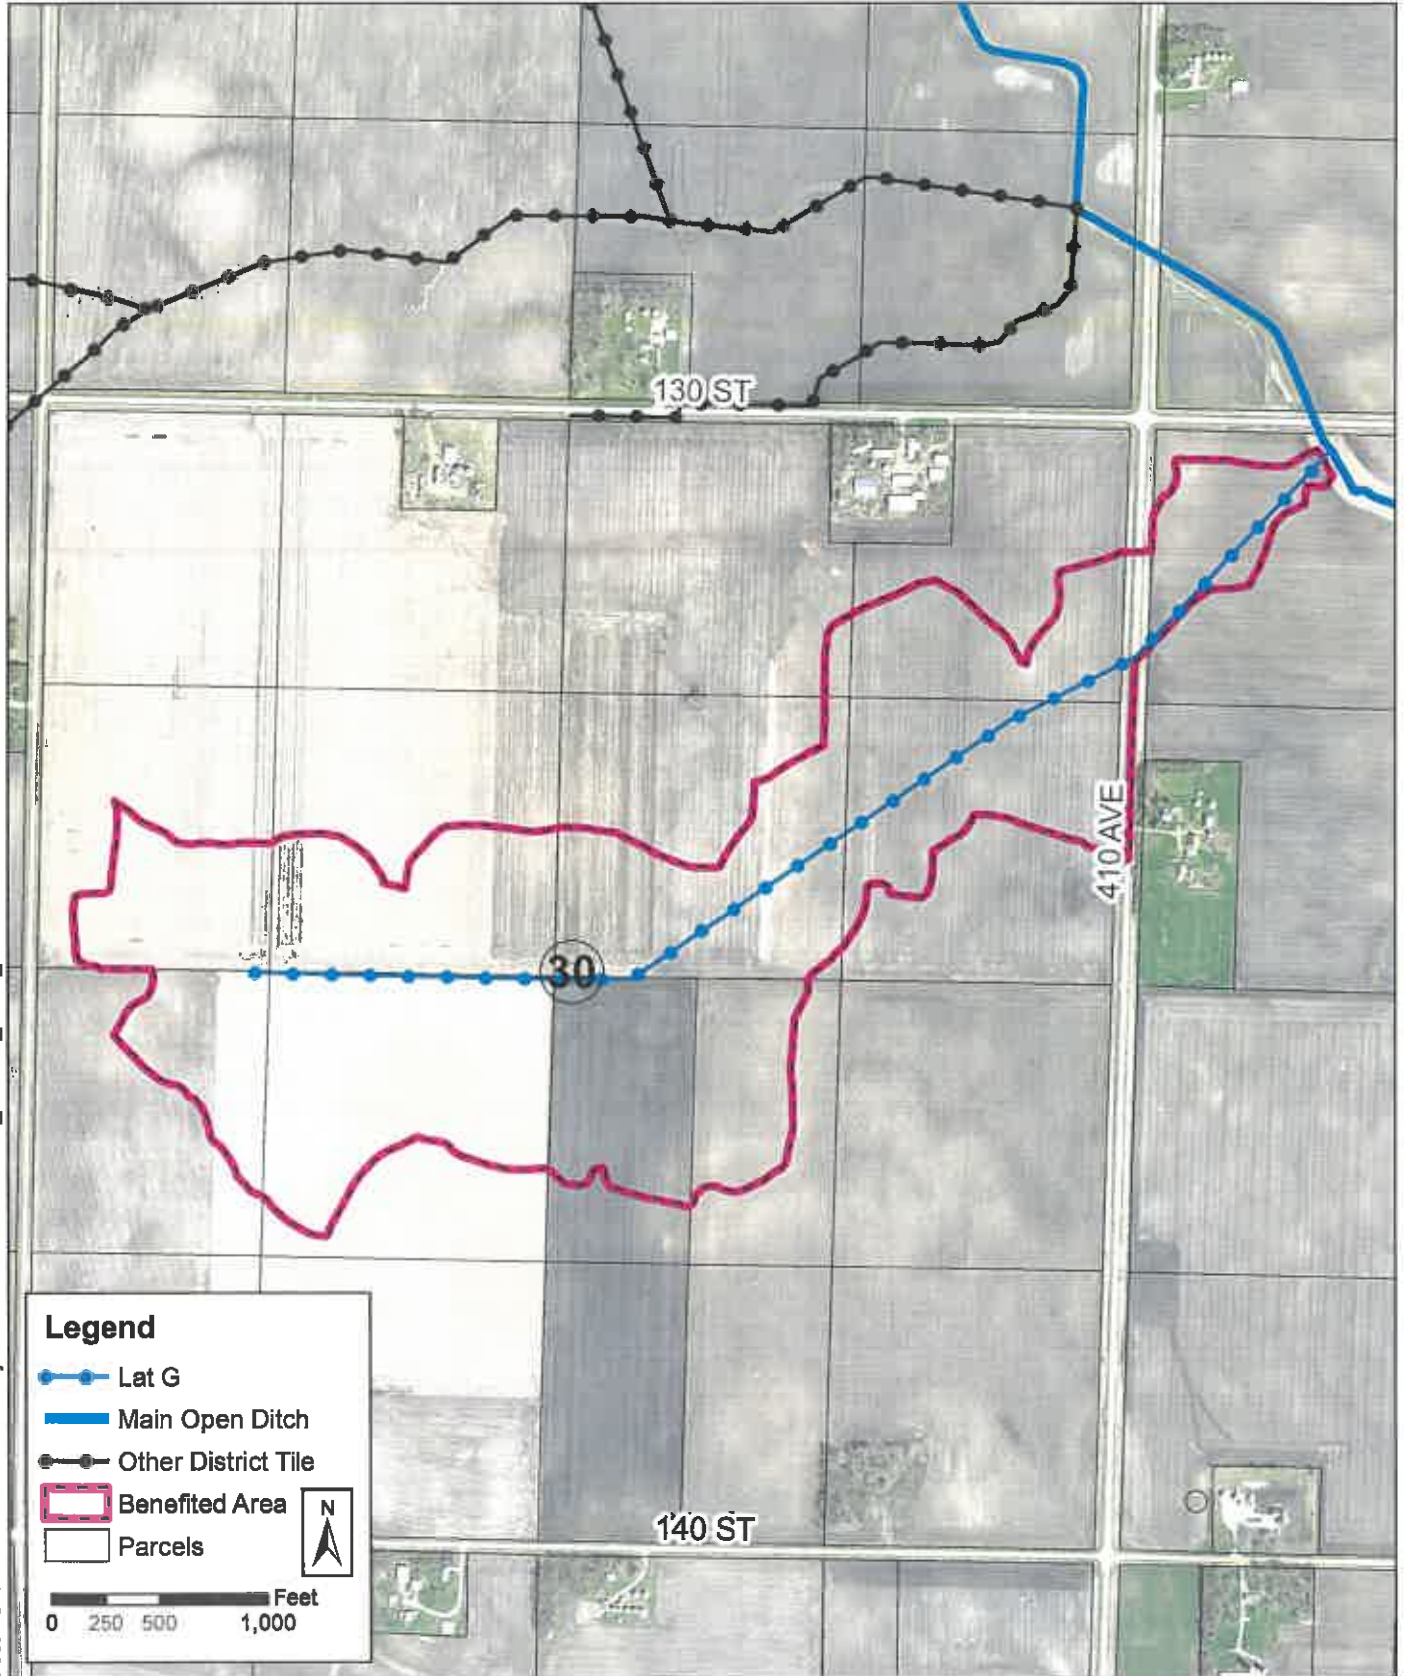 130 ST
410 AVE
30
140 ST
Legend
Lat G
Main Open Ditch
Other District Tile
Benefited Area
Parcels
N
Feet
0 250 500 1,000